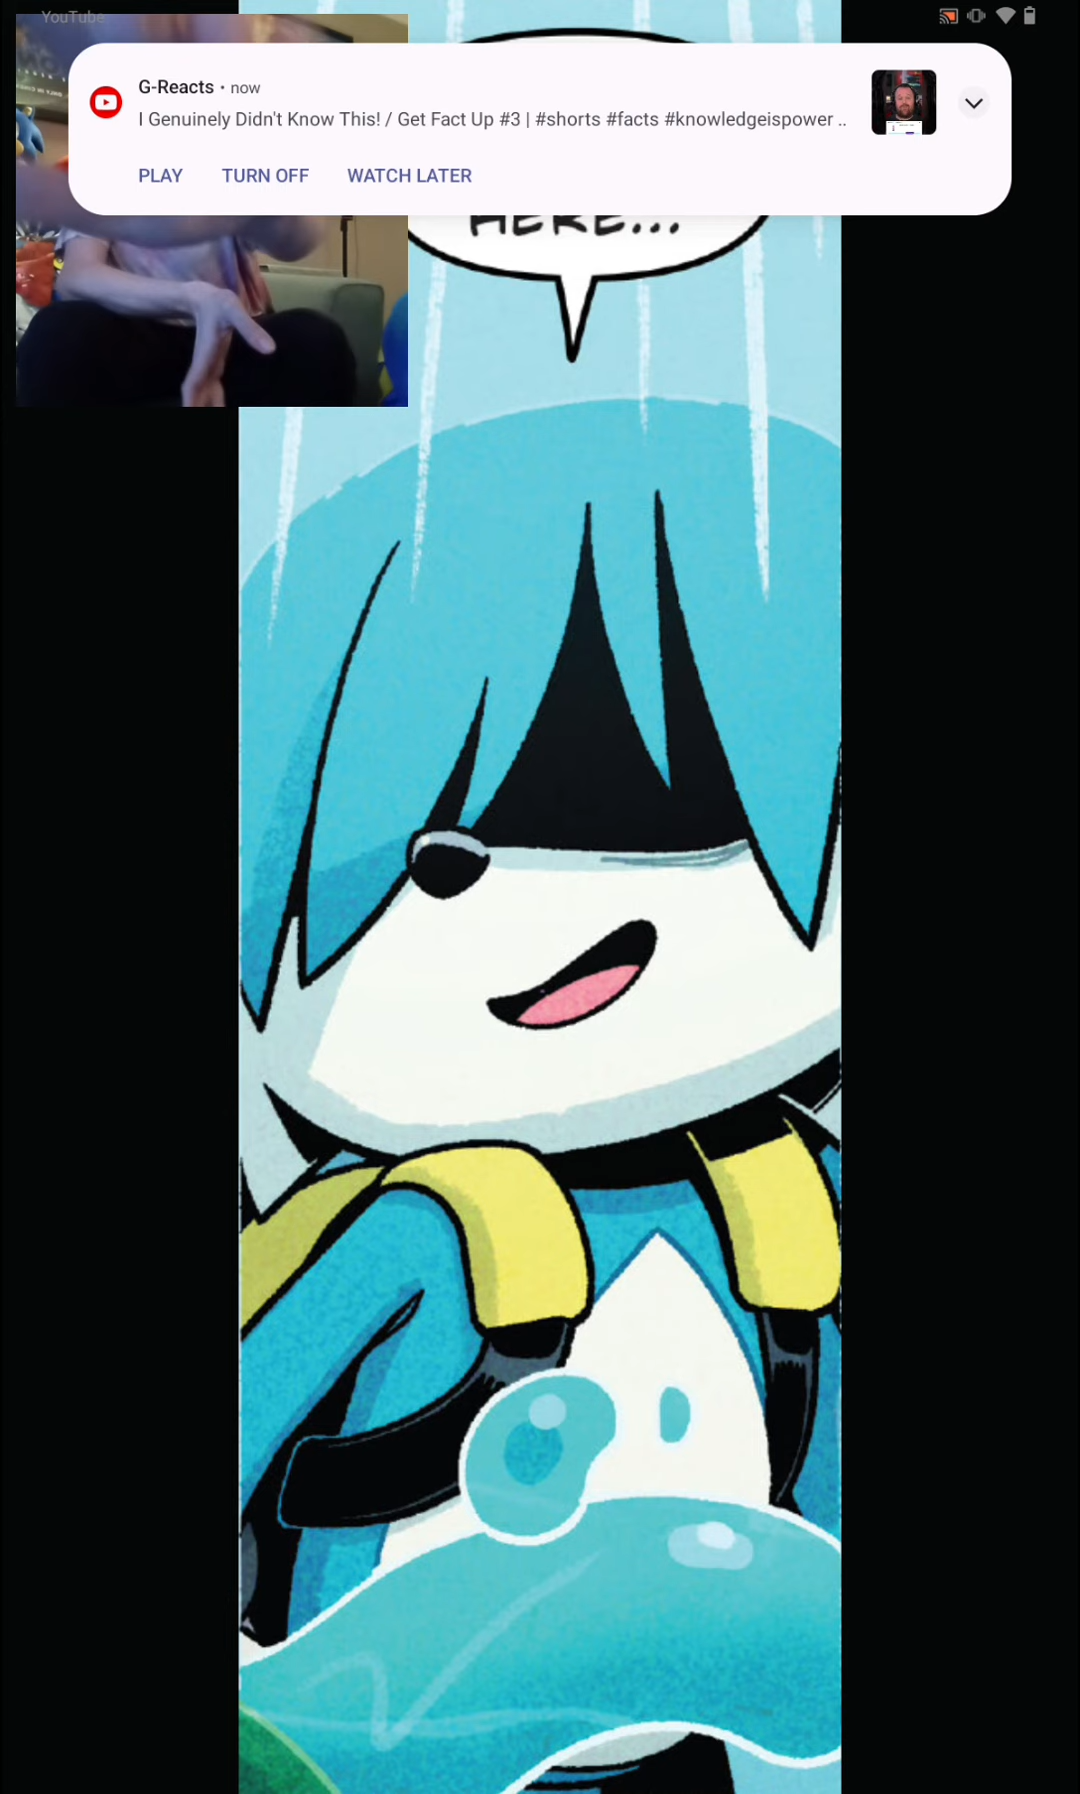 YouTube
G-Reacts • now
I Genuinely Didn't Know This! / Get Fact Up #3 | #shorts #facts #knowledgeispower ..
PLAY TURN OFF WATCH LATER
HERE...